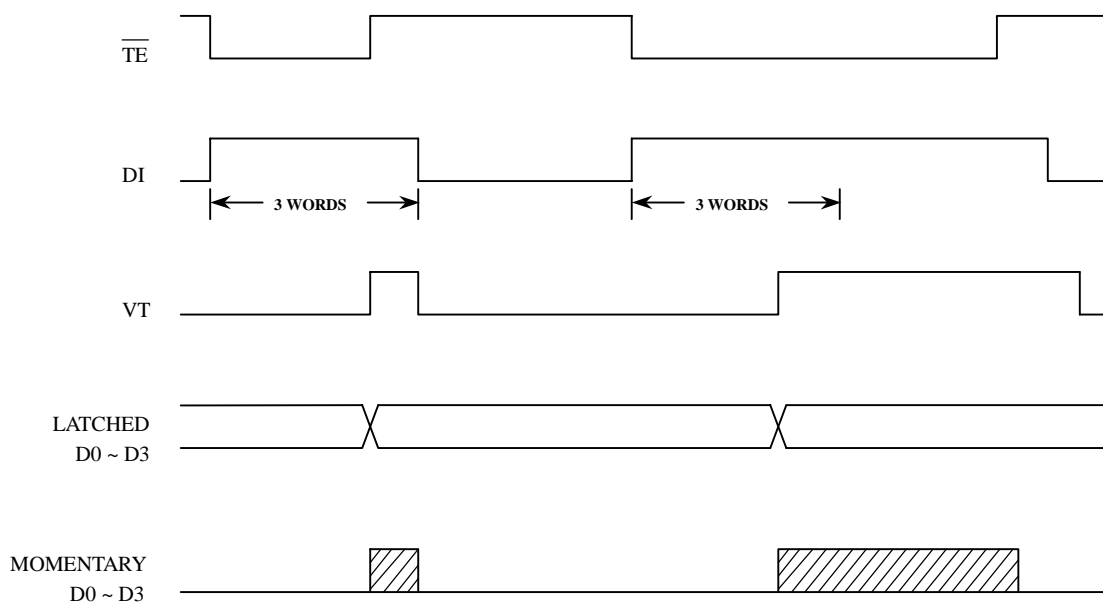 TE
DI
3 WORDS 3 WORDS
VT
LATCHED
D0 ~ D3
MOMENTARY
D0 ~ D3